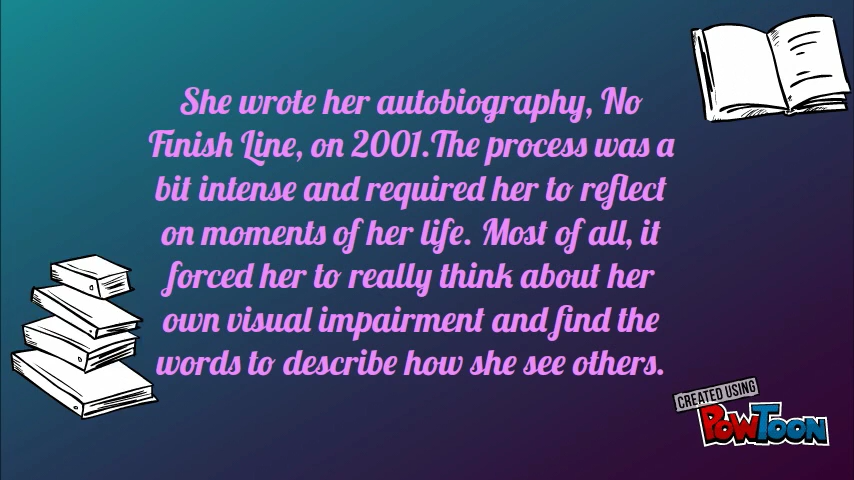 She wrote her autobiography, No
Finish Line, on 2001.The process was a
bit intense and required her to reflect
on moments of her life. Most of all, it
forced her to really think about her
own visual impairment and find the
words to describe how she see others.
CREATED USING
POWTOON